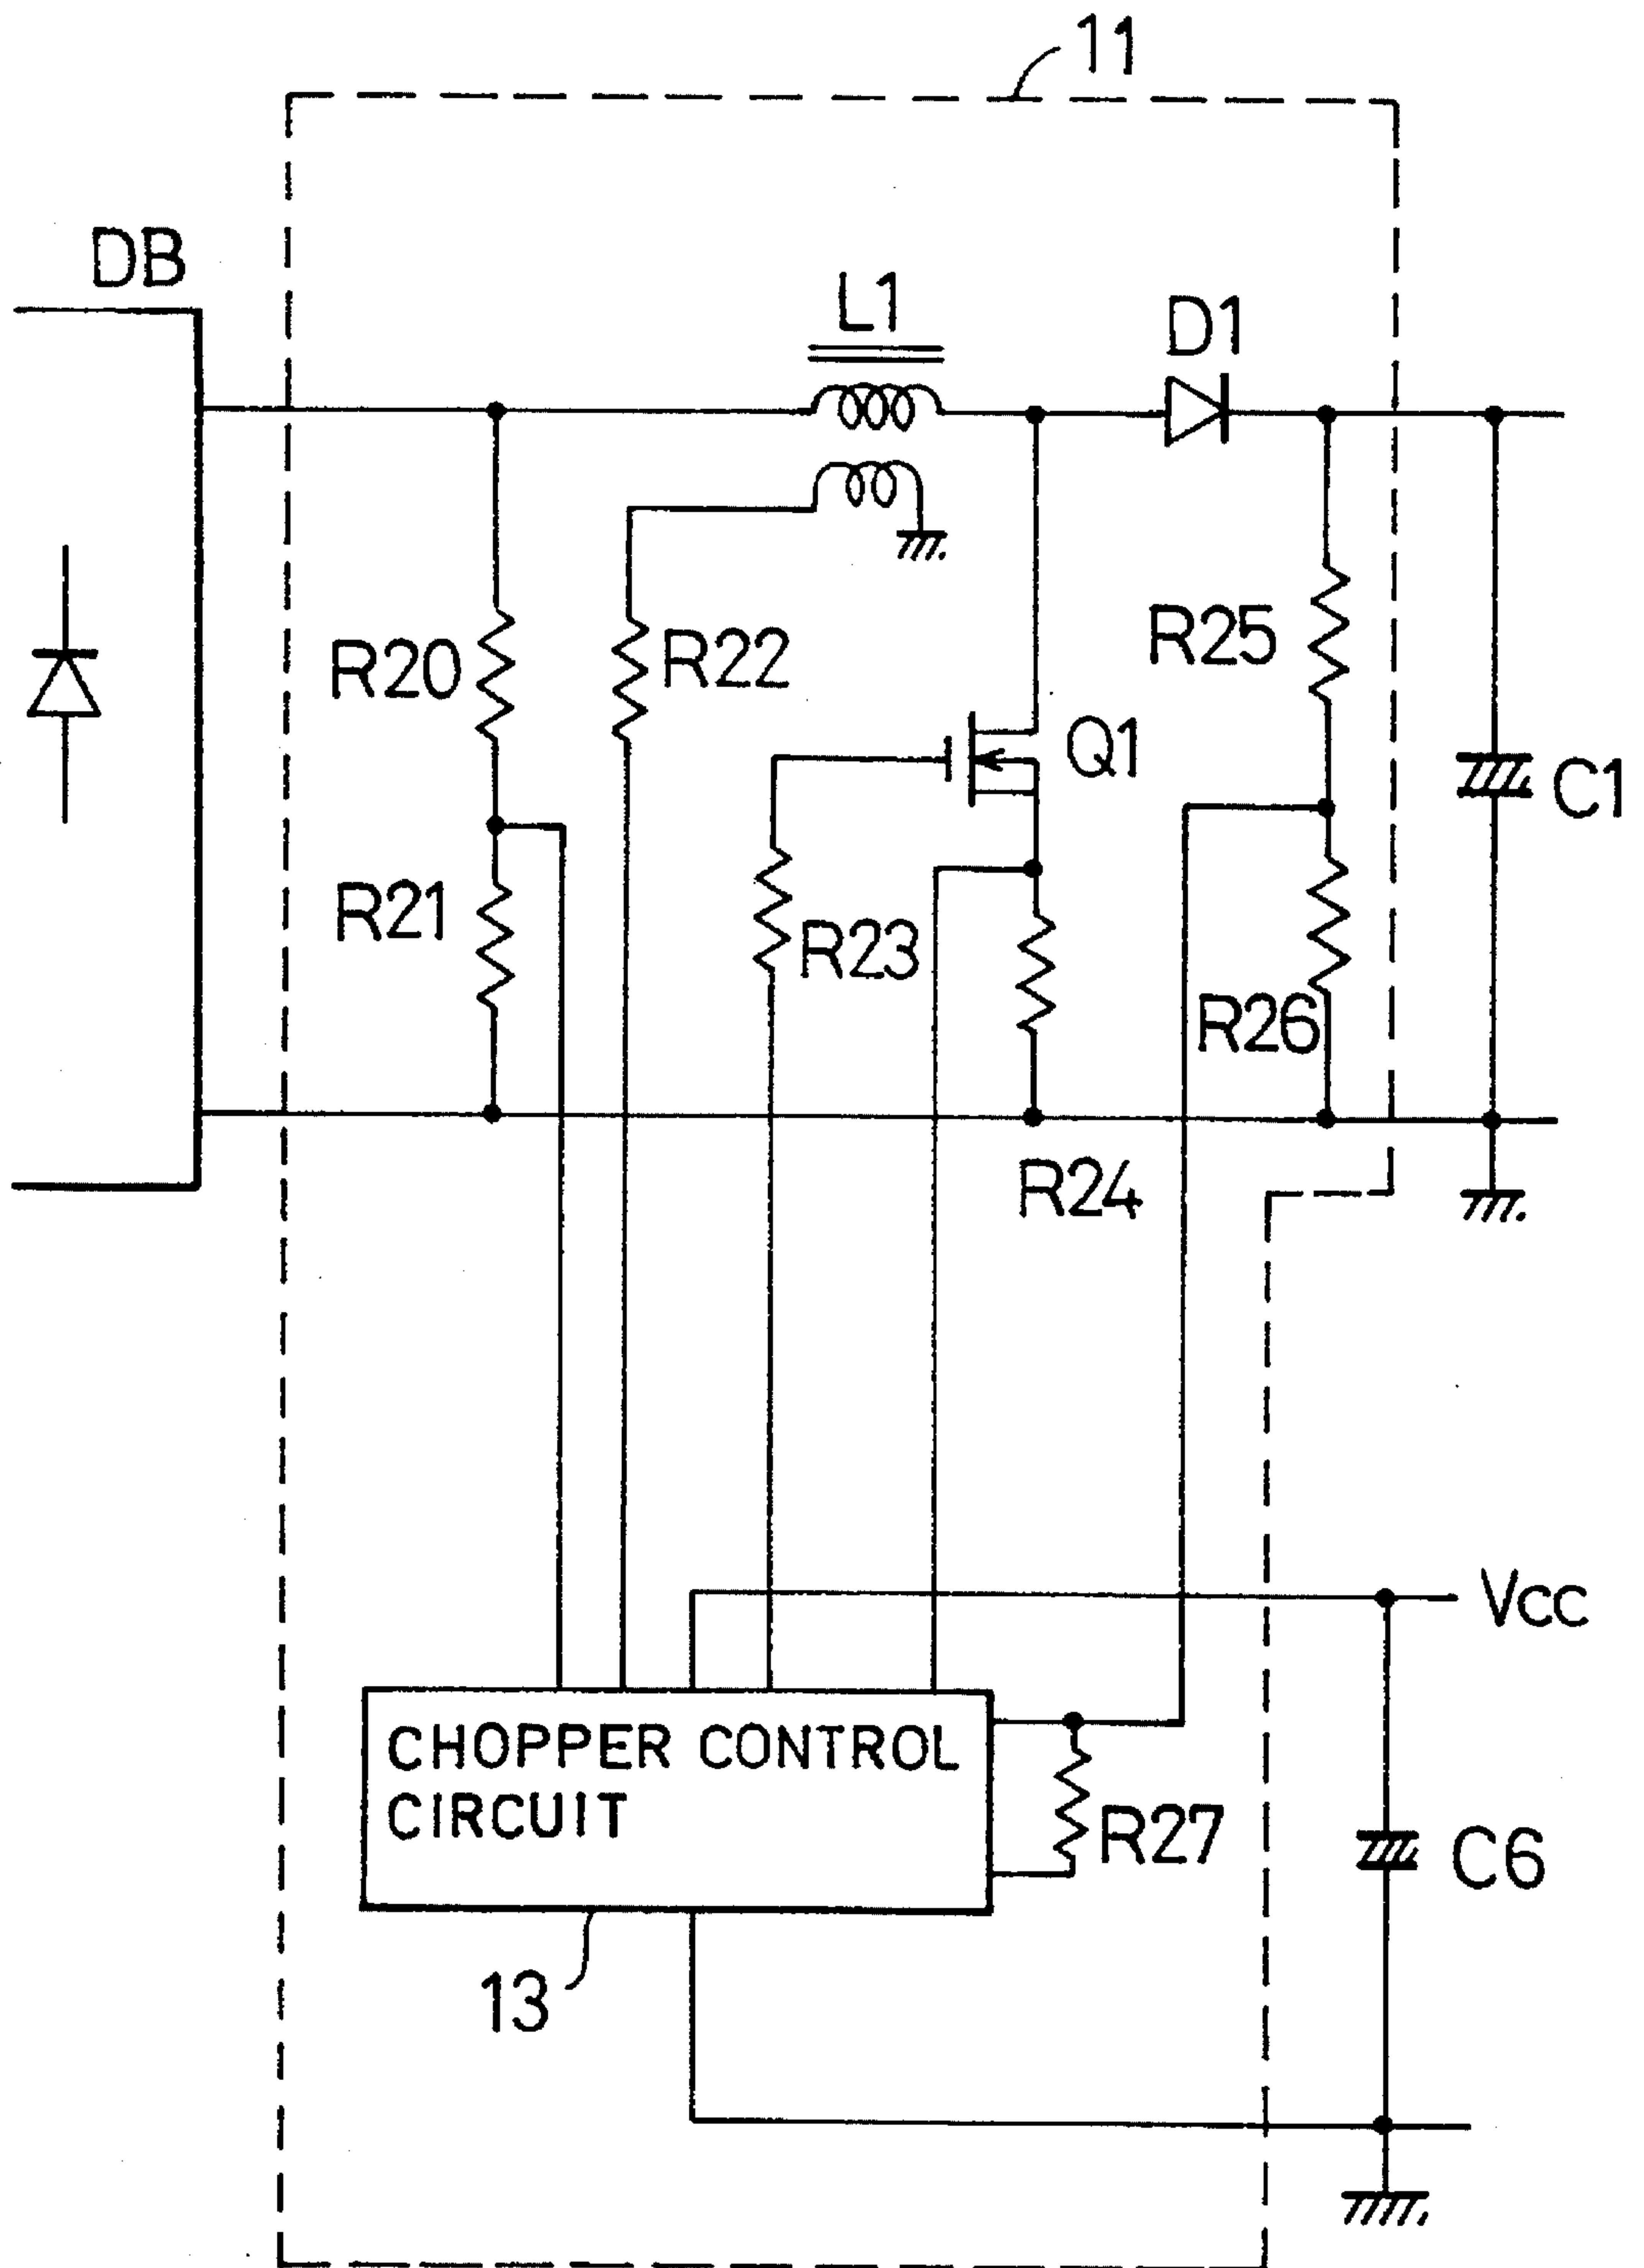 11
DB
L1
D1
R20
R22
R25
Q1
C1
R21
R23
R26
R24
Vcc
CHOPPER CONTROL
CIRCUIT
R27
C6
13